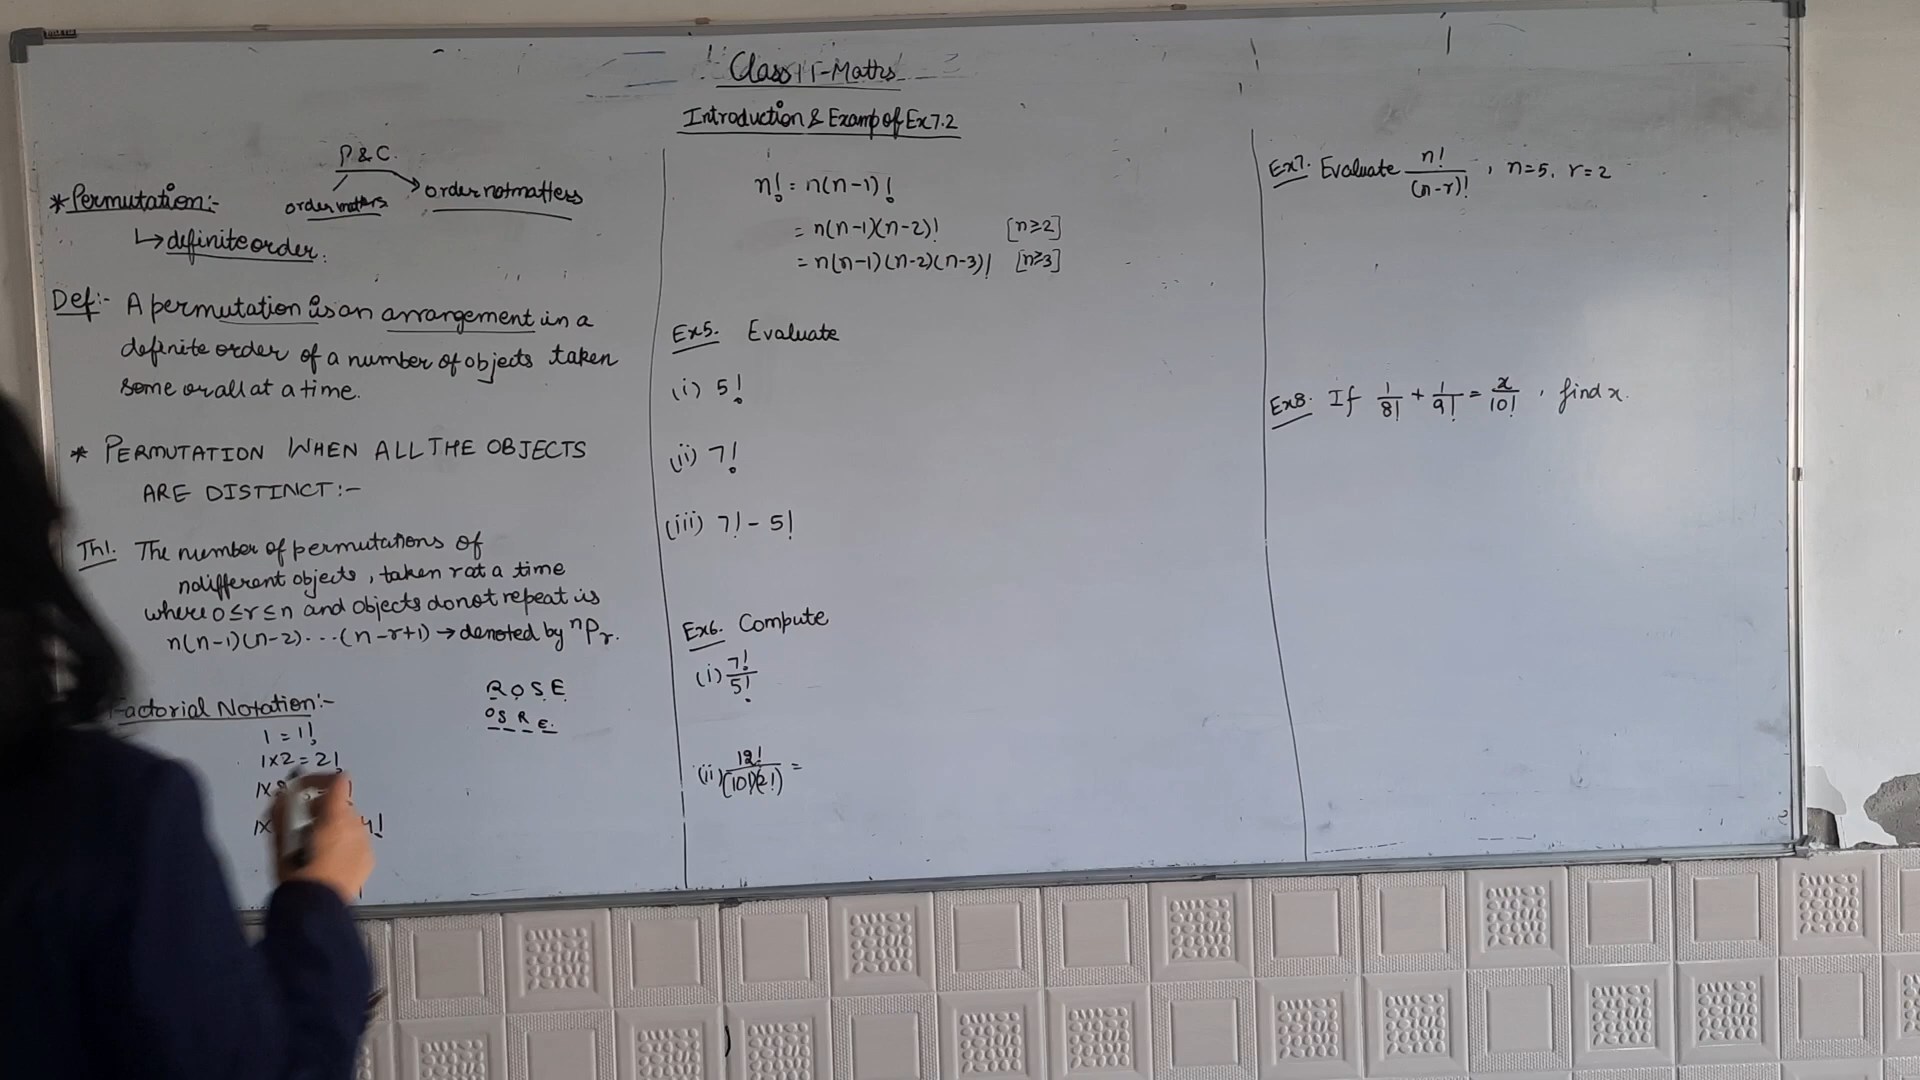 Class 11-Maths
Introduction & Examp of Ex 7.2
P & C.
order matters
order not matters
* Permutation:-
↳ definite order.
Def:- A permutation is an arrangement in a
definite order of a number of objects taken
some or all at a time.
* PERMUTATION WHEN ALL THE OBJECTS
ARE DISTINCT:-
Th1. The number of permutations of
n different objects, taken r at a time
where 0≤r≤n and objects do not repeat is
n(n-1)(n-2)...(n-r+1) → denoted by ⁿPr.
Factorial Notation:-
1 = 1!
1x2 = 2!
1x
1x 4!
R O S E
O S R E.
n! = n(n-1)!
= n(n-1)(n-2)! [n≥2]
= n(n-1)(n-2)(n-3)! [n≥3]
Ex5. Evaluate
(i) 5!
(ii) 7!
(iii) 7! - 5!
Ex6. Compute
(i) 7!/5!
(ii) 12!/(10!)(2!) =
Ex7. Evaluate n!/(n-r)! , n=5, r=2
Ex8. If 1/8! + 1/9! = x/10! , find x.